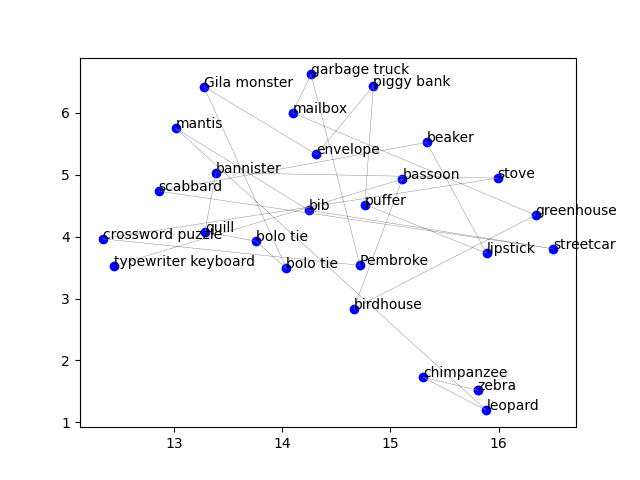 garbage truck
piggy bank
Gila monster
mailbox
mantis
beaker
envelope
bannister
bassoon
stove
scabbard
puffer
bib
greenhouse
quill
crossword puzzle
bolo tie
lipstick
streetcar
typewriter keyboard
bolo tie
Pembroke
birdhouse
chimpanzee
zebra
leopard
6
5
4
3
2
1
13 14 15 16